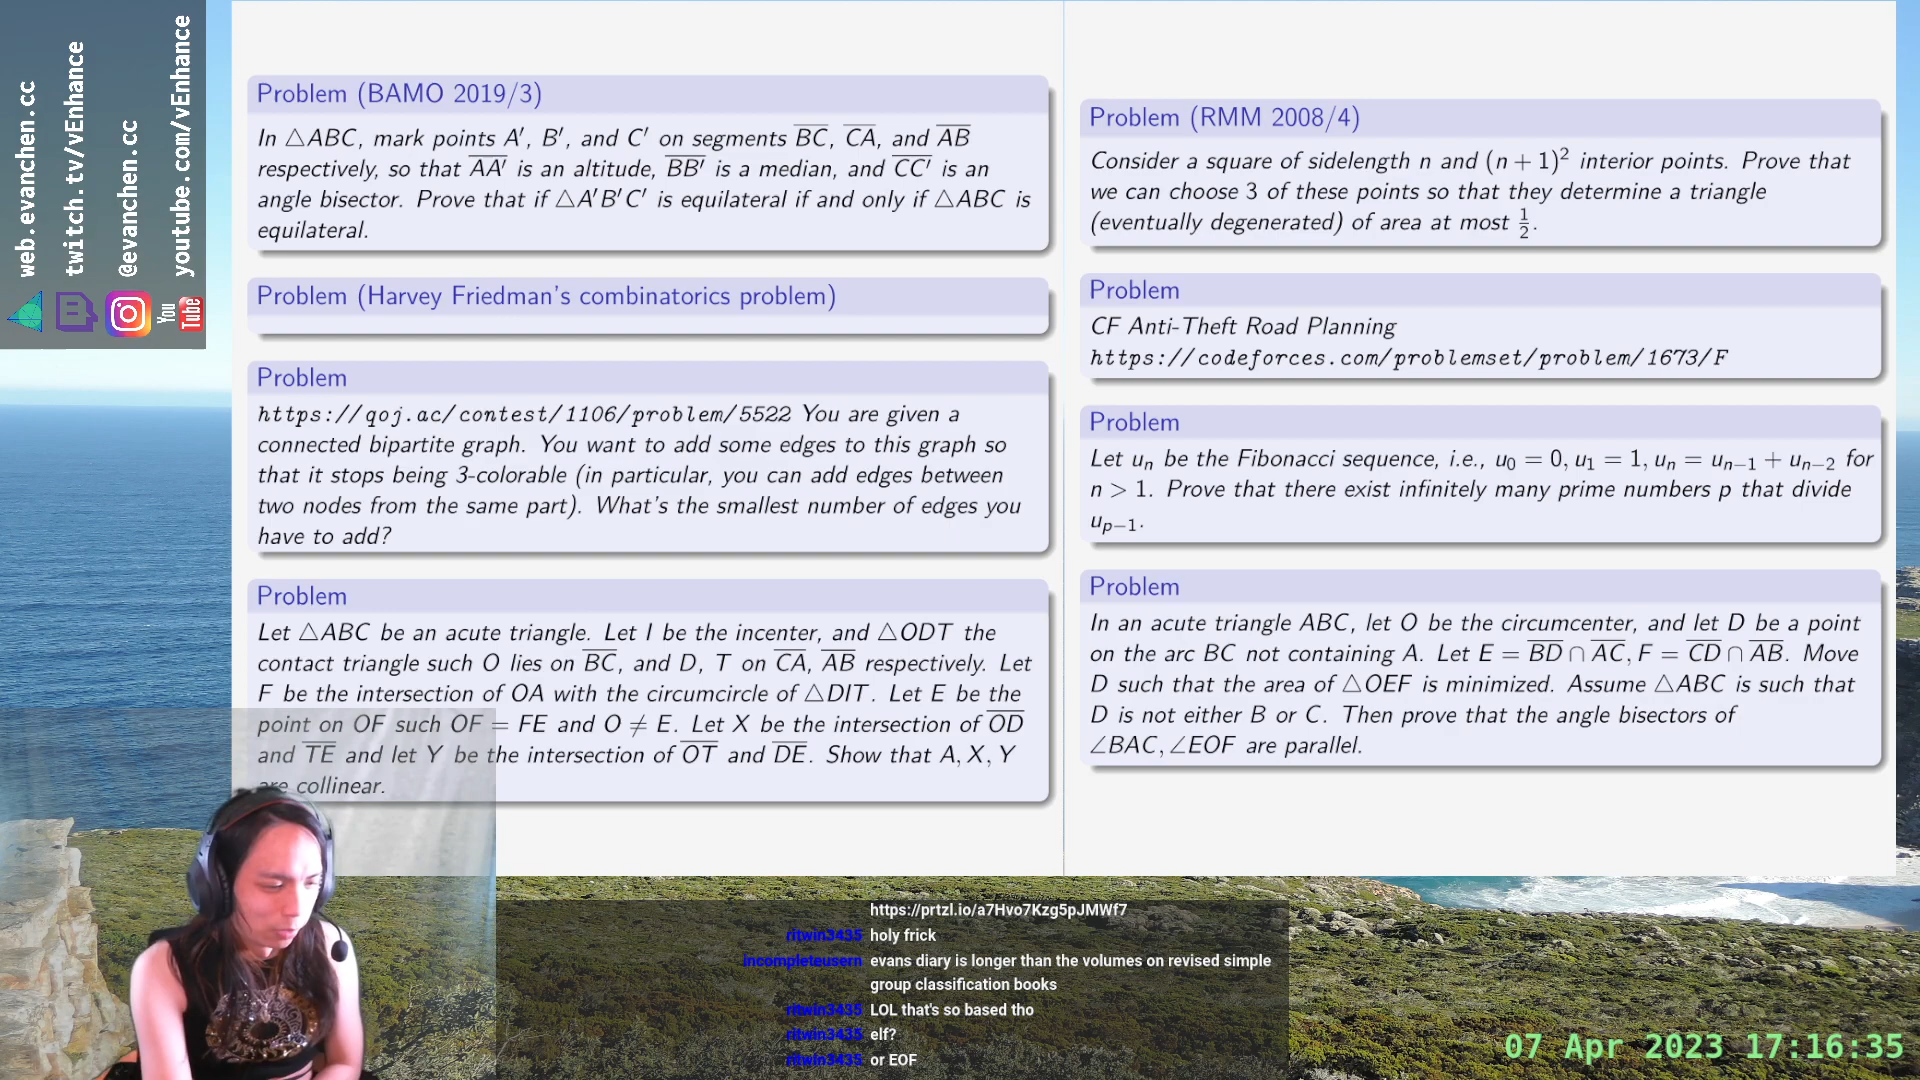 web.evanchen.cc
twitch.tv/vEnhance
@evanchen.cc
youtube.com/vEnhance
You
Tube
Problem (BAMO 2019/3)
In △ABC, mark points A′, B′, and C′ on segments B̅C̅, C̅A̅, and A̅B̅
respectively, so that A̅A̅′ is an altitude, B̅B̅′ is a median, and C̅C̅′ is an
angle bisector. Prove that if △A′B′C′ is equilateral if and only if △ABC is
equilateral.
Problem (Harvey Friedman's combinatorics problem)
Problem
https://qoj.ac/contest/1106/problem/5522 You are given a
connected bipartite graph. You want to add some edges to this graph so
that it stops being 3-colorable (in particular, you can add edges between
two nodes from the same part). What's the smallest number of edges you
have to add?
Problem
Let △ABC be an acute triangle. Let I be the incenter, and △ODT the
contact triangle such O lies on B̅C̅, and D, T on C̅A̅, A̅B̅ respectively. Let
F be the intersection of OA with the circumcircle of △DIT. Let E be the
point on OF such OF = FE and O ≠ E. Let X be the intersection of O̅D̅
and T̅E̅ and let Y be the intersection of O̅T̅ and D̅E̅. Show that A, X, Y
are collinear.
Problem (RMM 2008/4)
Consider a square of sidelength n and (n + 1)² interior points. Prove that
we can choose 3 of these points so that they determine a triangle
(eventually degenerated) of area at most 1/2.
Problem
CF Anti-Theft Road Planning
https://codeforces.com/problemset/problem/1673/F
Problem
Let uₙ be the Fibonacci sequence, i.e., u₀ = 0, u₁ = 1, uₙ = uₙ₋₁ + uₙ₋₂ for
n > 1. Prove that there exist infinitely many prime numbers p that divide
uₚ₋₁.
Problem
In an acute triangle ABC, let O be the circumcenter, and let D be a point
on the arc BC not containing A. Let E = B̅D̅ ∩ A̅C̅, F = C̅D̅ ∩ A̅B̅. Move
D such that the area of △OEF is minimized. Assume △ABC is such that
D is not either B or C. Then prove that the angle bisectors of
∠BAC, ∠EOF are parallel.
https://prtzl.io/a7Hvo7Kzg5pJMWf7
ritwin3435 holy frick
incompleteusern evans diary is longer than the volumes on revised simple
group classification books
ritwin3435 LOL that's so based tho
ritwin3435 elf?
ritwin3435 or EOF
07 Apr 2023 17:16:35